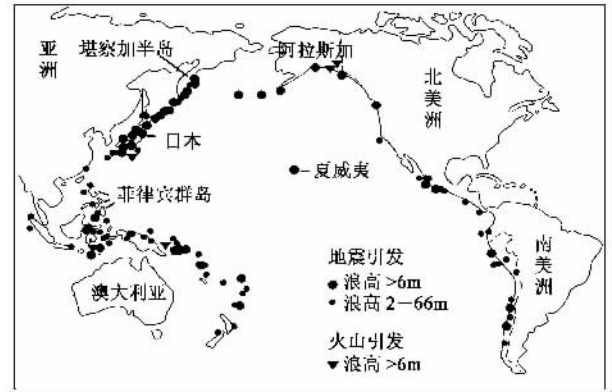 亚洲
堪察加半岛
阿拉斯加
北美洲
日本
夏威夷
菲律宾群岛
南美洲
澳大利亚
地震引发
浪高 >6m
浪高 2－66m
火山引发
浪高 >6m